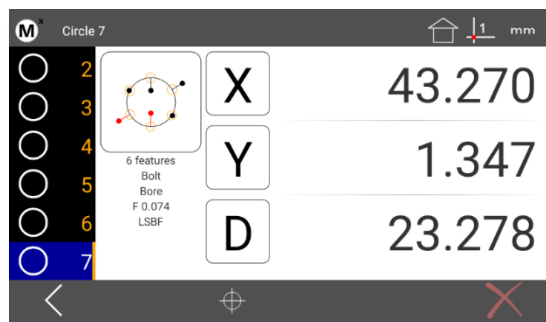 M x Circle 7 1 mm
2
3
4
5
6
7
6 features
Bolt
Bore
F 0.074
LSBF
X 43.270
Y 1.347
D 23.278